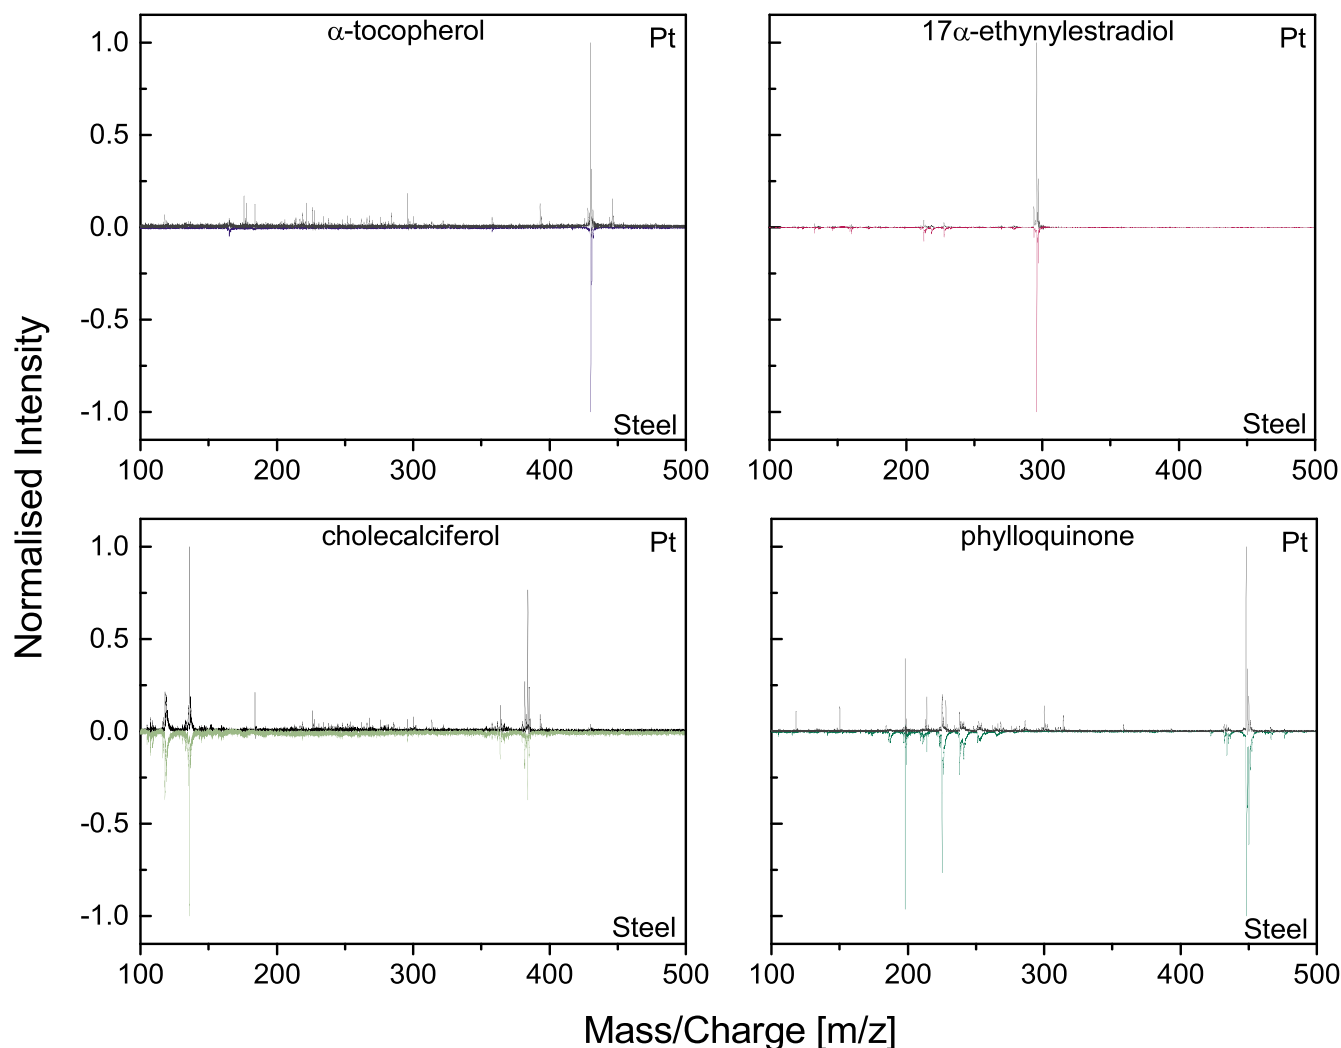 α-tocopherol
Pt
1.0
0.5
0.0
-0.5
-1.0
Steel
100 200 300 400 500
17α-ethynylestradiol
Pt
Steel
100 200 300 400 500
Normalised Intensity
cholecalciferol
Pt
1.0
0.5
0.0
-0.5
-1.0
Steel
100 200 300 400 500
phylloquinone
Pt
Steel
100 200 300 400 500
Mass/Charge [m/z]